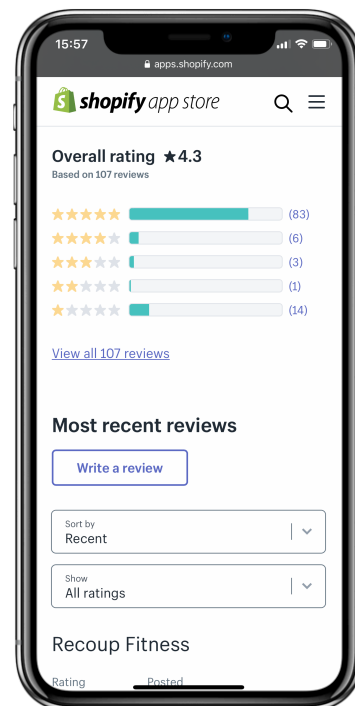 15:57
apps.shopify.com
shopify app store
Overall rating ★4.3
Based on 107 reviews
(83)
(6)
(3)
(1)
(14)
View all 107 reviews
Most recent reviews
Write a review
Sort by
Recent
Show
All ratings
Recoup Fitness
Rating Posted